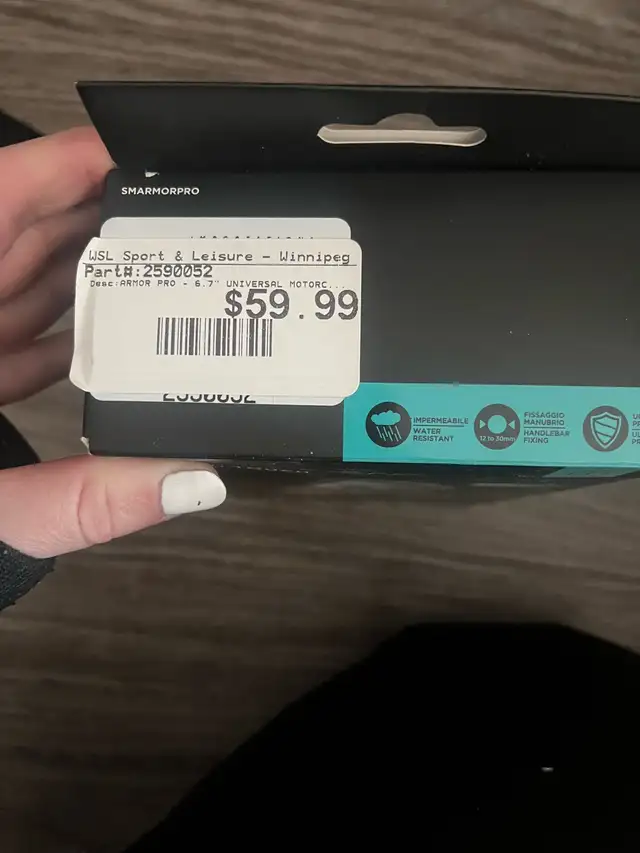 SMARMORPRO
WSL Sport & Leisure - Winnipeg
Part#:2590052
Desc:ARMOR PRO - 6.7" UNIVERSAL MOTORC...
$59.99
IMPERMEABILE
WATER
RESISTANT
12 to 30mm
FISSAGGIO
MANUBRIO
HANDLEBAR
FIXING